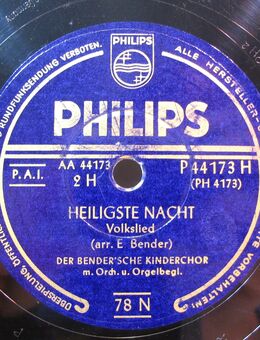 RUNDFUNKSENDUNG VERBOTEN.
ALLE HERSTELLER-
PHILIPS
PHILIPS
P.A.I.
AA 44173
2 H
P 44173 H
(PH 4173)
HEILIGSTE NACHT
Volkslied
(arr. E. Bender)
DER BENDER'SCHE KINDERCHOR
m. Orch. u. Orgelbegl.
78 N
VORBEHALTEN!
ÜBERSPIELUNG ÖFFENTL